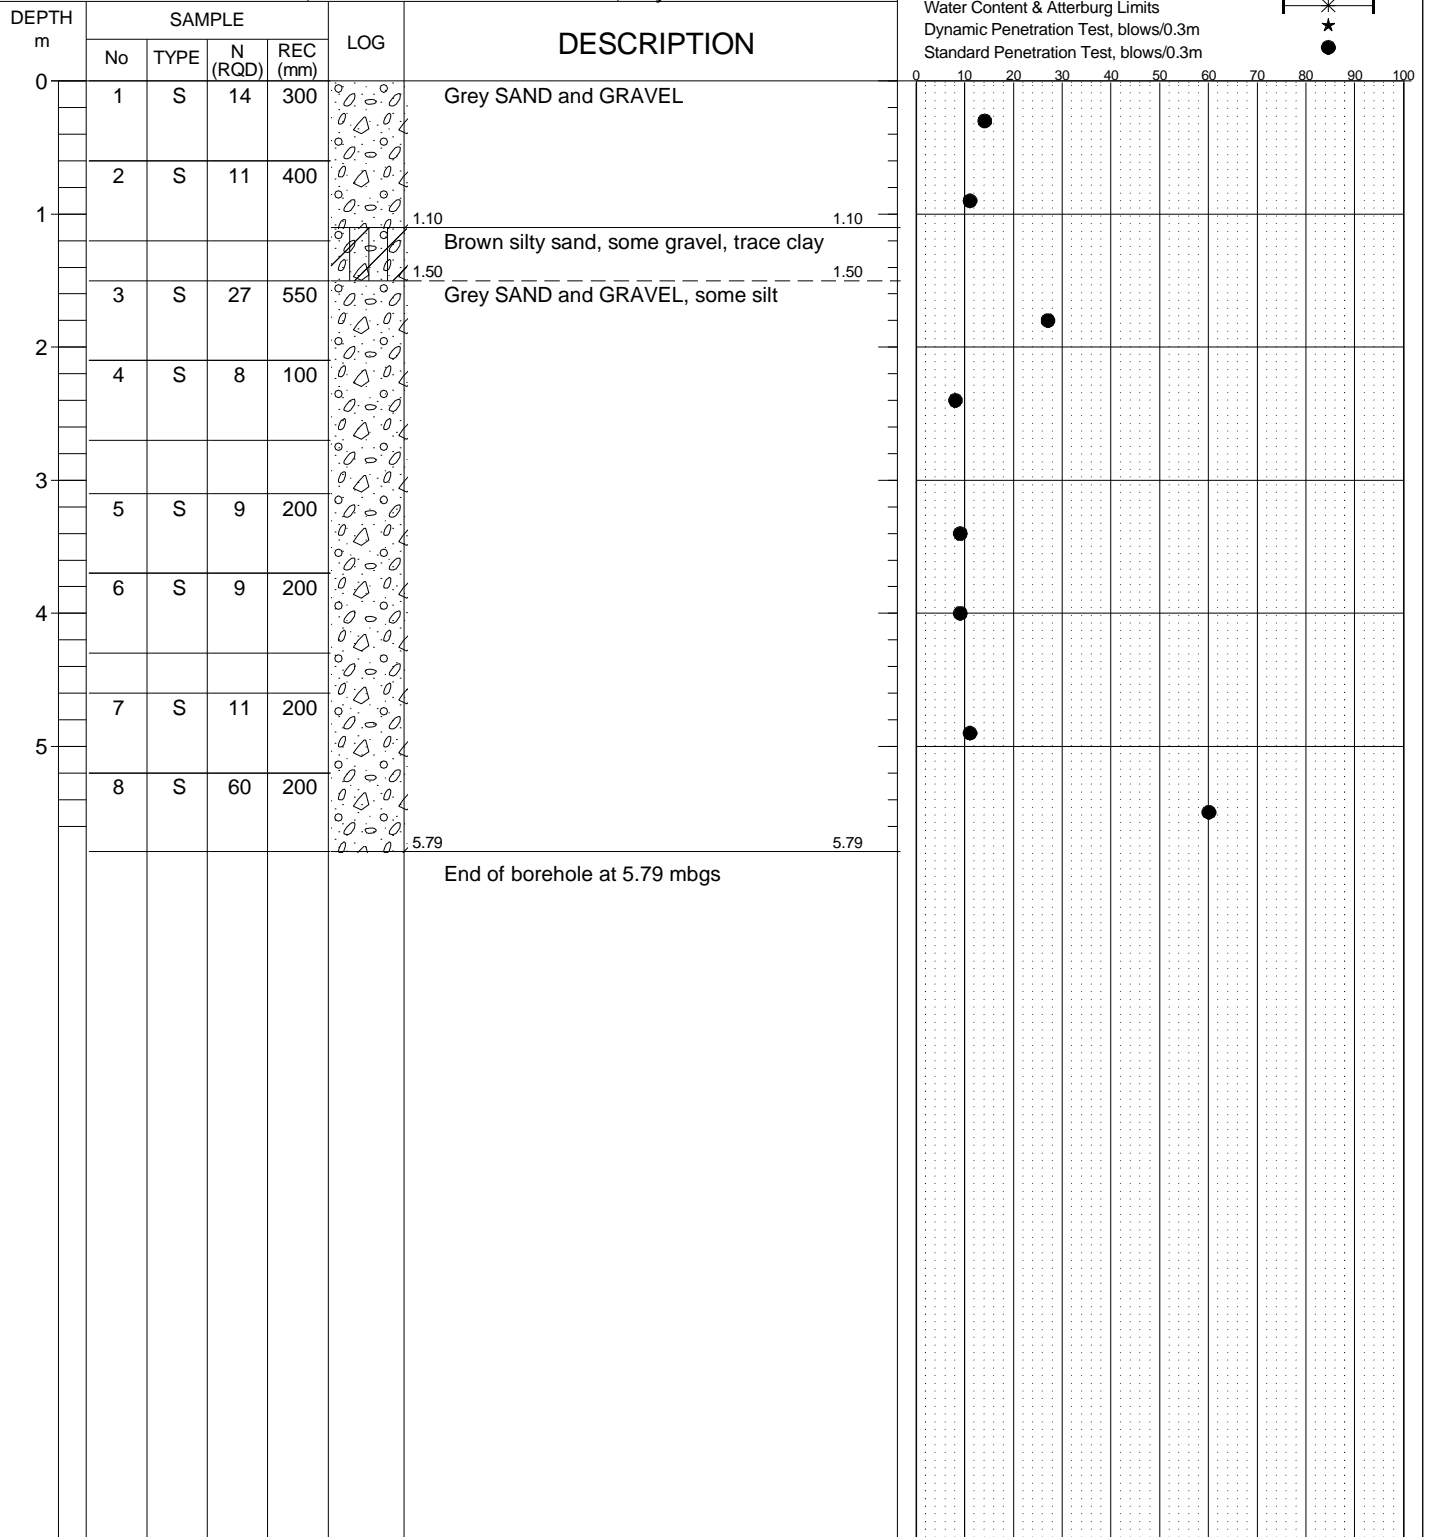 DEPTH
m
SAMPLE
No
TYPE
N
(RQD)
REC
(mm)
LOG
DESCRIPTION
Water Content & Atterburg Limits
Dynamic Penetration Test, blows/0.3m
Standard Penetration Test, blows/0.3m
0 10 20 30 40 50 60 70 80 90 100
0
1 S 14 300 Grey SAND and GRAVEL
2 S 11 400
1
1.10 1.10
Brown silty sand, some gravel, trace clay
1.50 1.50
3 S 27 550 Grey SAND and GRAVEL, some silt
2
4 S 8 100
3
5 S 9 200
6 S 9 200
4
7 S 11 200
5
8 S 60 200
5.79 5.79
End of borehole at 5.79 mbgs